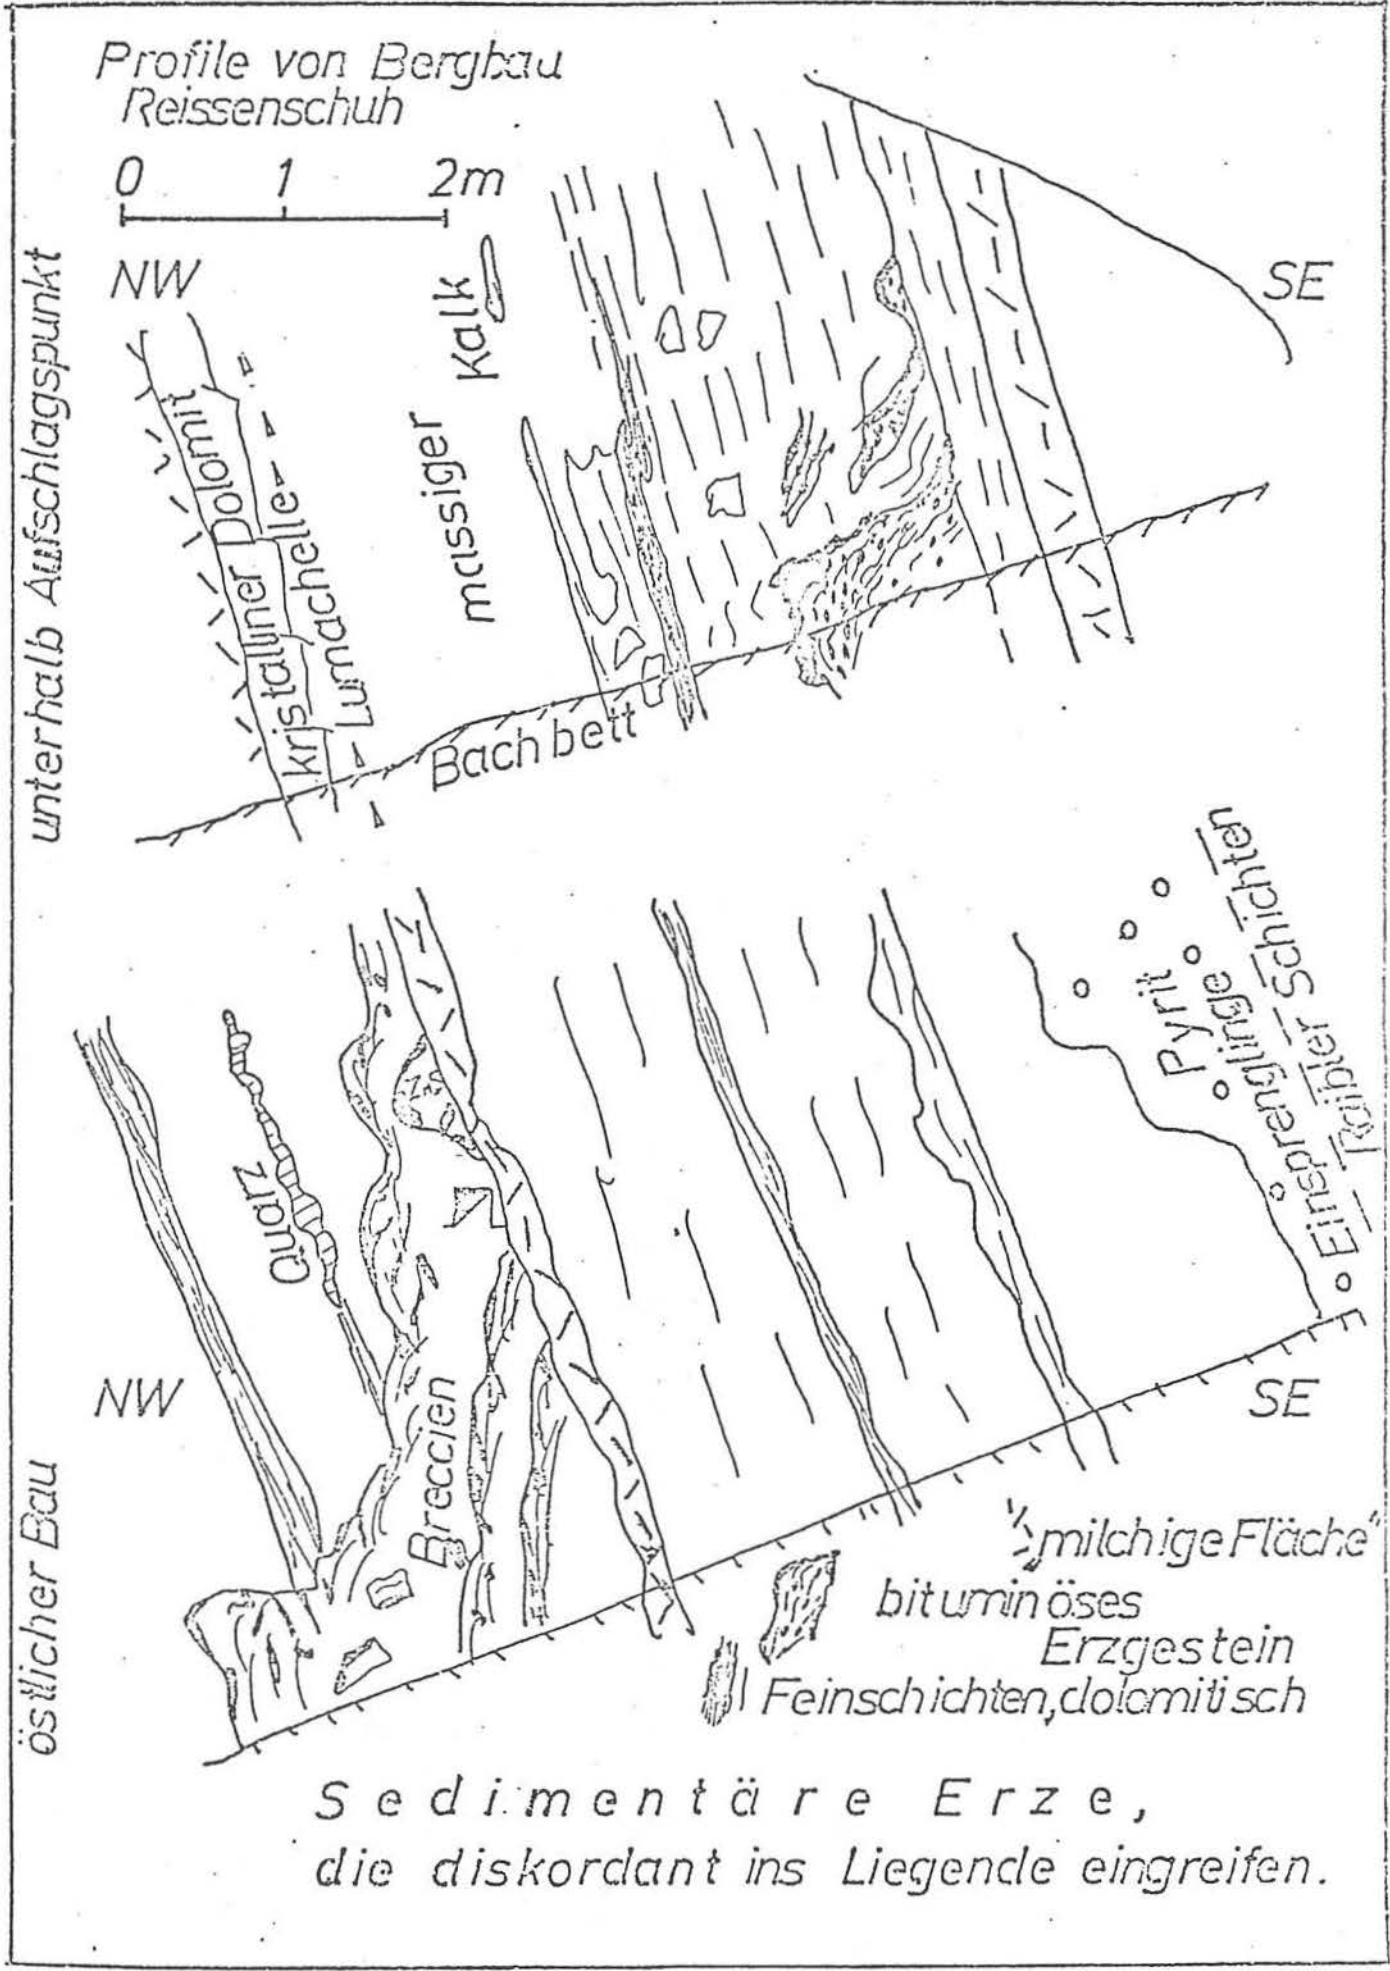 Profile von Bergbau
Reissenschuh
0 1 2m
NW
SE
unterhalb Aufschlagspunkt
kristalliner Dolomit
Lumachelle
massiger Kalk
Bachbett
östlicher Bau
NW
Quarz
Breccien
Pyrit
Einsprenglinge
Raibler Schichten
SE
"milchige Fläche"
bituminöses
Erzgestein
Feinschichten, dolomitisch
Sedimentäre Erze,
die diskordant ins Liegende eingreifen.